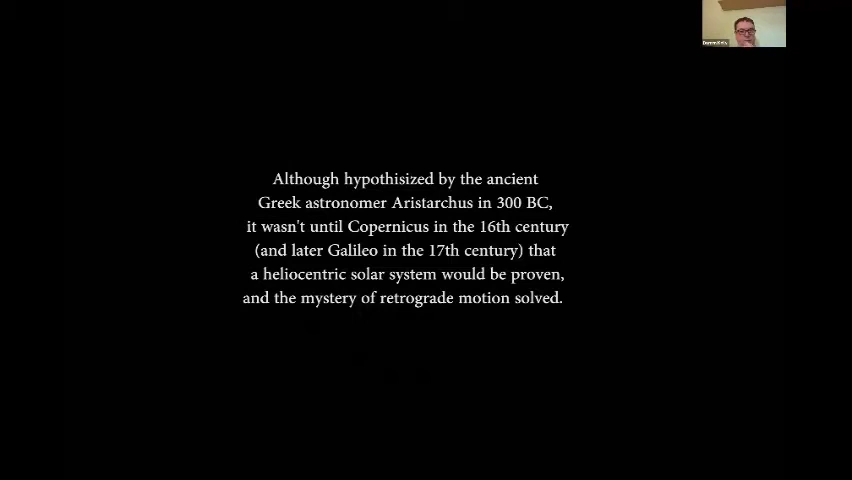 Although hypothisized by the ancient
Greek astronomer Aristarchus in 300 BC,
it wasn't until Copernicus in the 16th century
(and later Galileo in the 17th century) that
a heliocentric solar system would be proven,
and the mystery of retrograde motion solved.